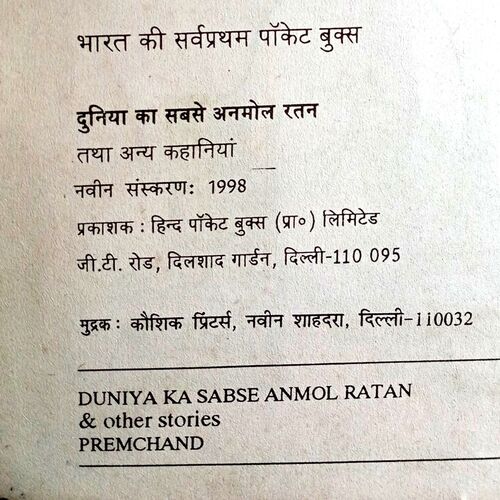 भारत की सर्वप्रथम पॉकेट बुक्स
दुनिया का सबसे अनमोल रतन
तथा अन्य कहानियां
नवीन संस्करण: 1998
प्रकाशक : हिन्द पॉकेट बुक्स (प्रा०) लिमिटेड
जी.टी. रोड, दिलशाद गार्डन, दिल्ली-110 095
मुद्रक : कौशिक प्रिंटर्स, नवीन शाहदरा, दिल्ली-110032
DUNIYA KA SABSE ANMOL RATAN
& other stories
PREMCHAND